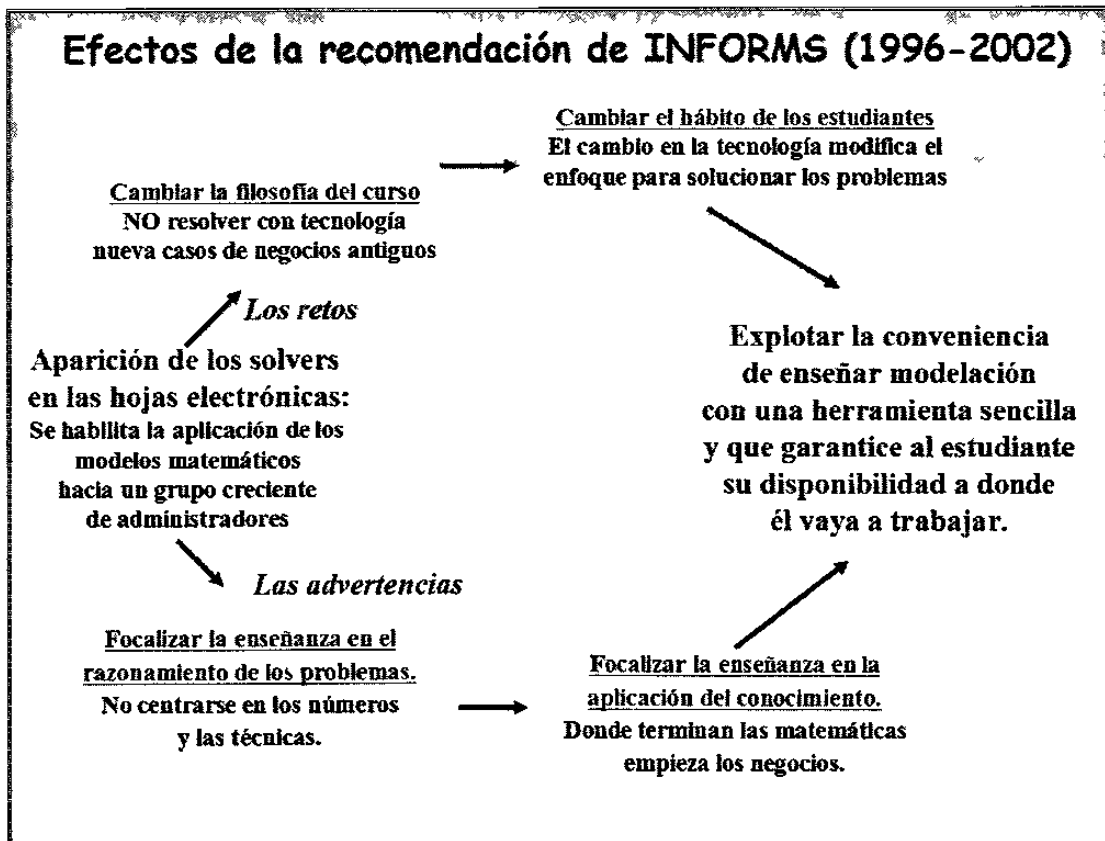 Efectos de la recomendación de INFORMS (1996-2002)
Cambiar el hábito de los estudiantes
El cambio en la tecnología modifica el
enfoque para solucionar los problemas
Cambiar la filosofía del curso
NO resolver con tecnología
nueva casos de negocios antiguos
Los retos
Aparición de los solvers
en las hojas electrónicas:
Se habilita la aplicación de los
modelos matemáticos
hacia un grupo creciente
de administradores
Explotar la conveniencia
de enseñar modelación
con una herramienta sencilla
y que garantice al estudiante
su disponibilidad a donde
él vaya a trabajar.
Las advertencias
Focalizar la enseñanza en el
razonamiento de los problemas.
No centrarse en los números
y las técnicas.
Focalizar la enseñanza en la
aplicación del conocimiento.
Donde terminan las matemáticas
empieza los negocios.